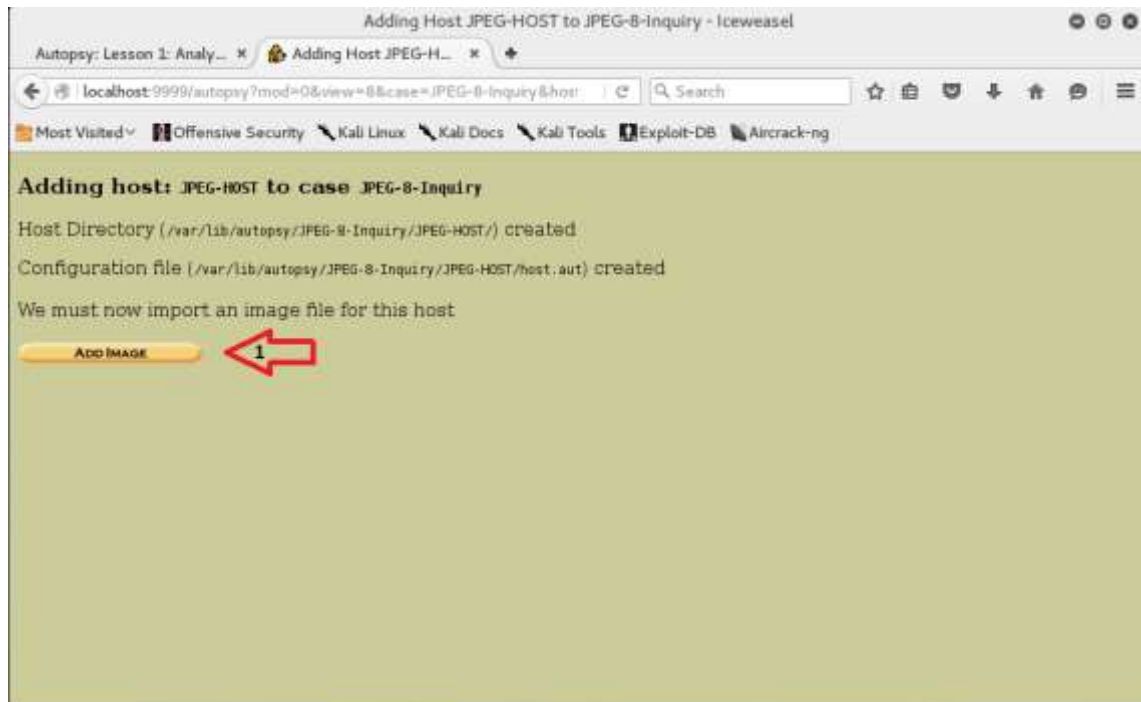 Adding Host JPEG-HOST to JPEG-8-Inquiry - Iceweasel
Autopsy: Lesson 1: Analy... × Adding Host JPEG-H... ×
localhost:9999/autopsy?mod=0&view=8&case=JPEG-8-Inquiry&host Search
Most Visited Offensive Security Kali Linux Kali Docs Kali Tools Exploit-DB Aircrack-ng
Adding host: JPEG-HOST to case JPEG-8-Inquiry
Host Directory (/var/lib/autopsy/JPEG-8-Inquiry/JPEG-HOST/) created
Configuration file (/var/lib/autopsy/JPEG-8-Inquiry/JPEG-HOST/host.aut) created
We must now import an image file for this host
ADD IMAGE 1